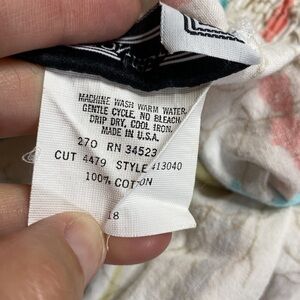 MACHINE WASH WARM WATER,
GENTLE CYCLE, NO BLEACH
DRIP DRY, COOL IRON.
MADE IN U.S.A.
270 RN 34523
CUT 4479 STYLE 413040
100% COTTON
18